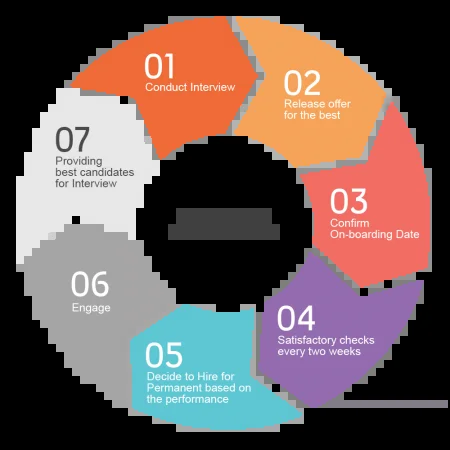 01
Conduct Interview
02
Release offer
for the best
03
Confirm
On-boarding Date
04
Satisfactory checks
every two weeks
05
Decide to Hire for
Permanent based on
the performance
06
Engage
07
Providing
best candidates
for Interview